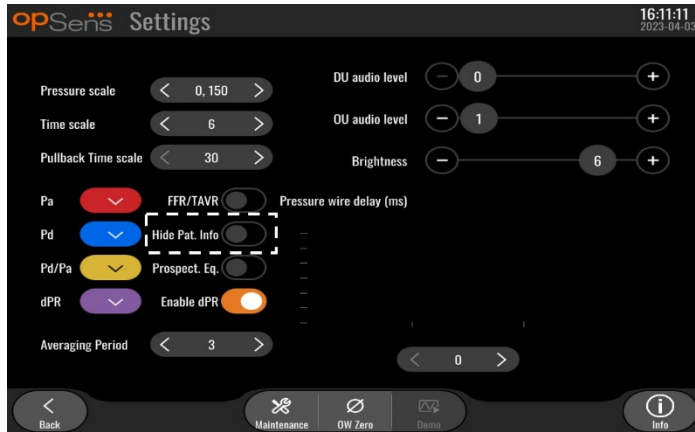 opSens Settings
16:11:11
2023-04-03
Pressure scale < 0, 150 >
DU audio level − 0 +
Time scale < 6 >
OU audio level − 1 +
Pullback Time scale < 30 >
Brightness − 6 +
Pa
FFR/TAVR
Pressure wire delay (ms)
Pd
Hide Pat. Info
Pd/Pa
Prospect. Eq.
dPR
Enable dPR
Averaging Period < 3 >
< 0 >
Back
Maintenance
OW Zero
Demo
Info